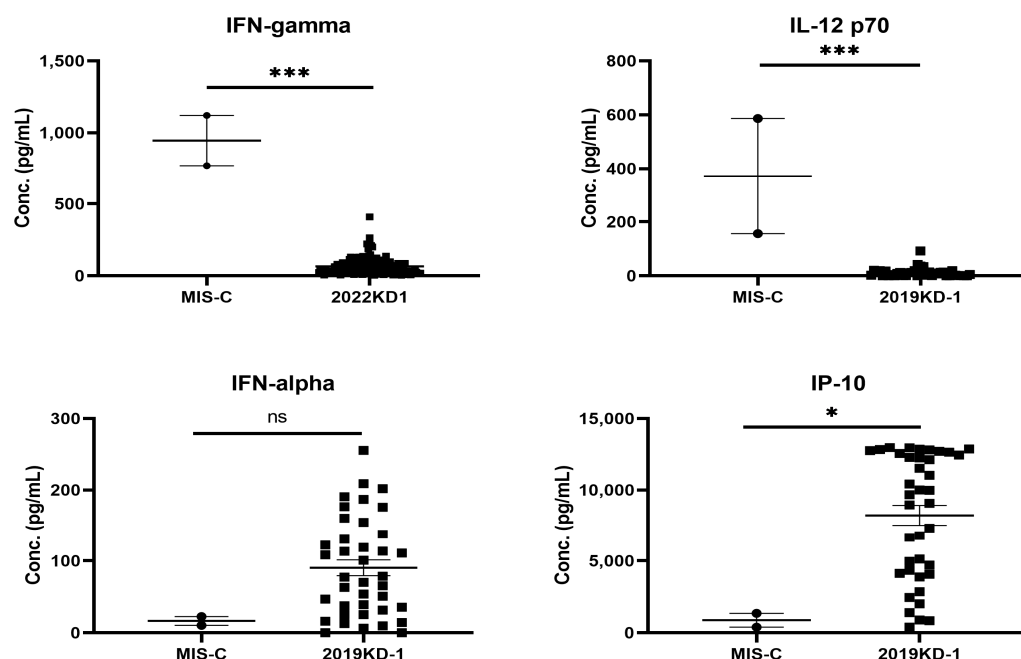 IFN-gamma
1,500
***
1,000
500
0
Conc. (pg/mL)
MIS-C 2022KD1
IL-12 p70
800
***
600
400
200
0
Conc. (pg/mL)
MIS-C 2019KD-1
IFN-alpha
300
ns
200
100
0
Conc. (pg/mL)
MIS-C 2019KD-1
IP-10
15,000
*
10,000
5,000
0
Conc. (pg/mL)
MIS-C 2019KD-1